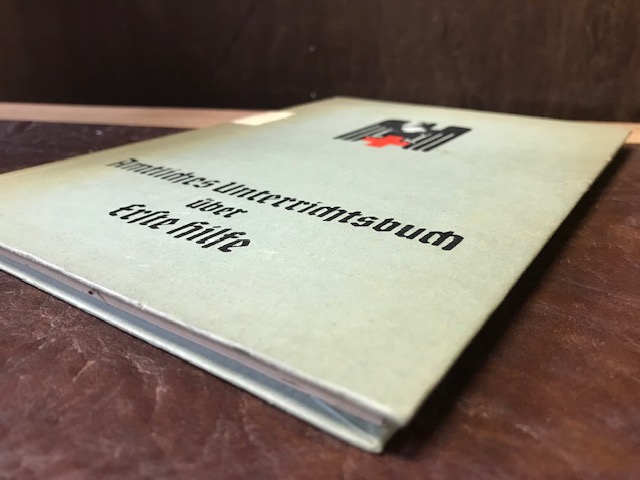 Amtliches Unterrichtsbuch
über
Erste Hilfe